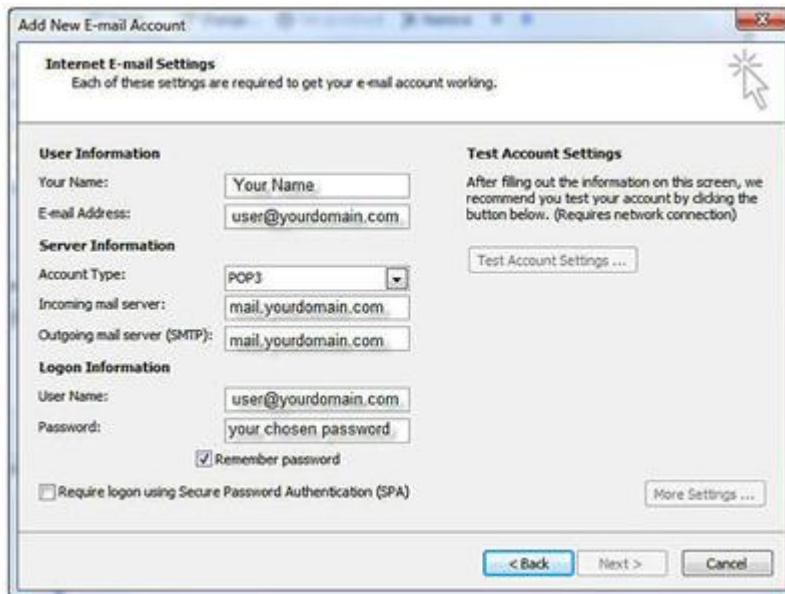 Add New E-mail Account
Internet E-mail Settings
Each of these settings are required to get your e-mail account working.
User Information
Your Name:
Your Name
E-mail Address:
user@yourdomain.com
Server Information
Account Type:
POP3
Incoming mail server:
mail.yourdomain.com
Outgoing mail server (SMTP):
mail.yourdomain.com
Logon Information
User Name:
user@yourdomain.com
Password:
your chosen password
Remember password
Require logon using Secure Password Authentication (SPA)
Test Account Settings
After filling out the information on this screen, we
recommend you test your account by clicking the
button below. (Requires network connection)
Test Account Settings ...
More Settings ...
< Back
Next >
Cancel